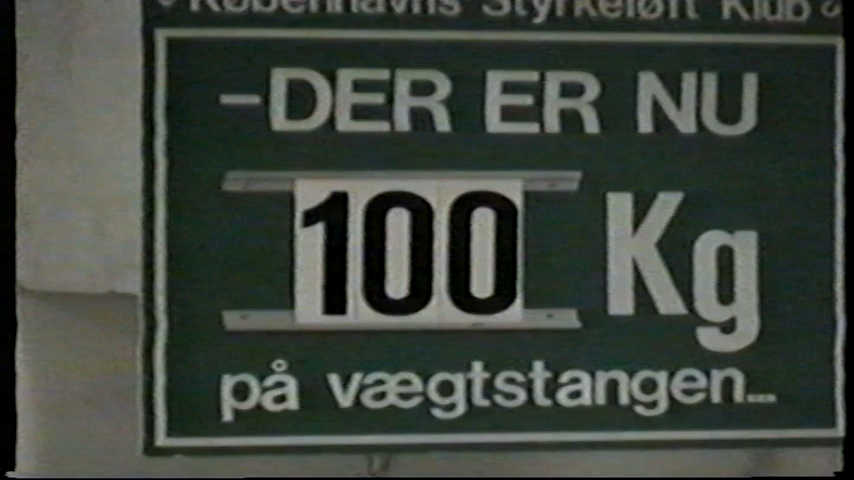 Københavns Styrkeløft Klub
-DER ER NU
100 Kg
på vægtstangen...